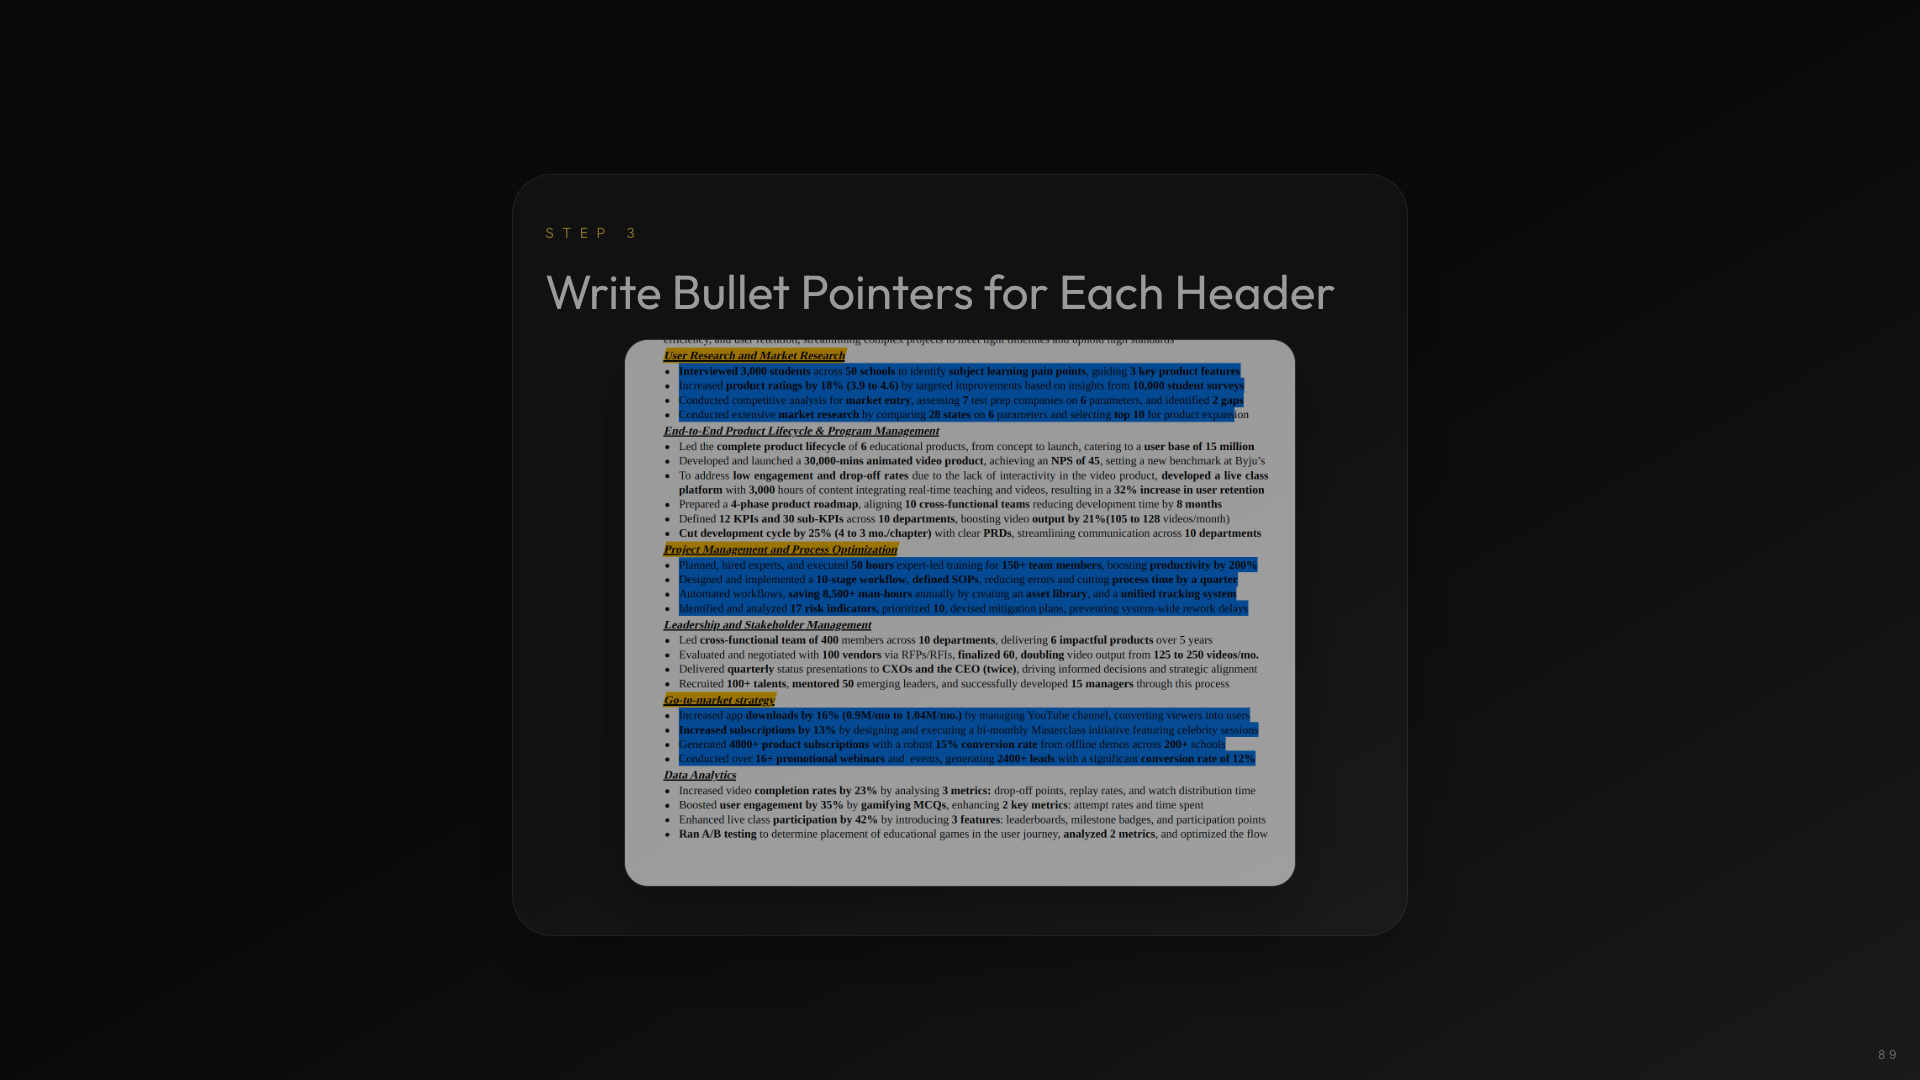 STEP 3
Write Bullet Pointers for Each Header
efficiency, and user retention, streamlining complex projects to meet tight timelines and uphold high standards
User Research and Market Research
• Interviewed 3,000 students across 50 schools to identify subject learning pain points, guiding 3 key product features
• Increased product ratings by 18% (3.9 to 4.6) by targeted improvements based on insights from 10,000 student surveys
• Conducted competitive analysis for market entry, assessing 7 test prep companies on 6 parameters, and identified 2 gaps
• Conducted extensive market research by comparing 28 states on 6 parameters and selecting top 10 for product expansion
End-to-End Product Lifecycle & Program Management
• Led the complete product lifecycle of 6 educational products, from concept to launch, catering to a user base of 15 million
• Developed and launched a 30,000-mins animated video product, achieving an NPS of 45, setting a new benchmark at Byju's
• To address low engagement and drop-off rates due to the lack of interactivity in the video product, developed a live class
platform with 3,000 hours of content integrating real-time teaching and videos, resulting in a 32% increase in user retention
• Prepared a 4-phase product roadmap, aligning 10 cross-functional teams reducing development time by 8 months
• Defined 12 KPIs and 30 sub-KPIs across 10 departments, boosting video output by 21%(105 to 128 videos/month)
• Cut development cycle by 25% (4 to 3 mo./chapter) with clear PRDs, streamlining communication across 10 departments
Project Management and Process Optimization
• Planned, hired experts, and executed 50 hours expert-led training for 150+ team members, boosting productivity by 200%
• Designed and implemented a 10-stage workflow, defined SOPs, reducing errors and cutting process time by a quarter
• Automated workflows, saving 8,500+ man-hours annually by creating an asset library, and a unified tracking system
• Identified and analyzed 17 risk indicators, prioritized 10, devised mitigation plans, preventing system-wide rework delays
Leadership and Stakeholder Management
• Led cross-functional team of 400 members across 10 departments, delivering 6 impactful products over 5 years
• Evaluated and negotiated with 100 vendors via RFPs/RFIs, finalized 60, doubling video output from 125 to 250 videos/mo.
• Delivered quarterly status presentations to CXOs and the CEO (twice), driving informed decisions and strategic alignment
• Recruited 100+ talents, mentored 50 emerging leaders, and successfully developed 15 managers through this process
Go-to-market strategy
• Increased app downloads by 16% (0.9M/mo to 1.04M/mo.) by managing YouTube channel, converting viewers into users
• Increased subscriptions by 13% by designing and executing a bi-monthly Masterclass initiative featuring celebrity sessions
• Generated 4800+ product subscriptions with a robust 15% conversion rate from offline demos across 200+ schools
• Conducted over 16+ promotional webinars and events, generating 2400+ leads with a significant conversion rate of 12%
Data Analytics
• Increased video completion rates by 23% by analysing 3 metrics: drop-off points, replay rates, and watch distribution time
• Boosted user engagement by 35% by gamifying MCQs, enhancing 2 key metrics: attempt rates and time spent
• Enhanced live class participation by 42% by introducing 3 features: leaderboards, milestone badges, and participation points
• Ran A/B testing to determine placement of educational games in the user journey, analyzed 2 metrics, and optimized the flow
89